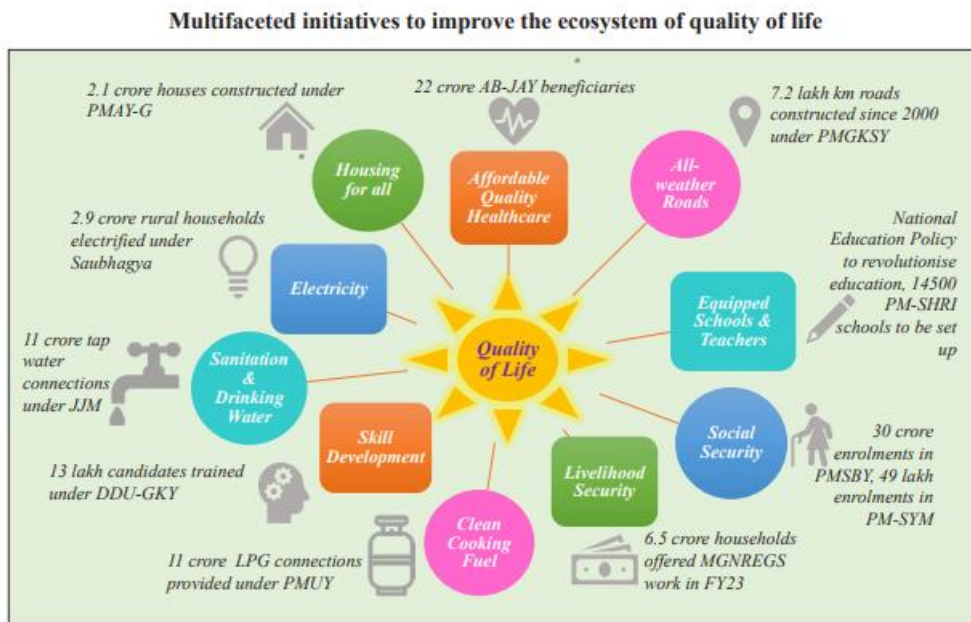 Multifaceted initiatives to improve the ecosystem of quality of life
2.1 crore houses constructed under
PMAY-G
22 crore AB-JAY beneficiaries
7.2 lakh km roads
constructed since 2000
under PMGKSY
Housing
for all
Affordable
Quality
Healthcare
All-
weather
Roads
2.9 crore rural households
electrified under
Saubhagya
Electricity
National
Education Policy
to revolutionise
education, 14500
PM-SHRI
schools to be set
up
Equipped
Schools &
Teachers
Quality
of Life
11 crore tap
water
connections
under JJM
Sanitation
&
Drinking
Water
Skill
Development
13 lakh candidates trained
under DDU-GKY
Social
Security
30 crore
enrolments in
PMSBY, 49 lakh
enrolments in
PM-SYM
Livelihood
Security
Clean
Cooking
Fuel
11 crore LPG connections
provided under PMUY
6.5 crore households
offered MGNREGS
work in FY23